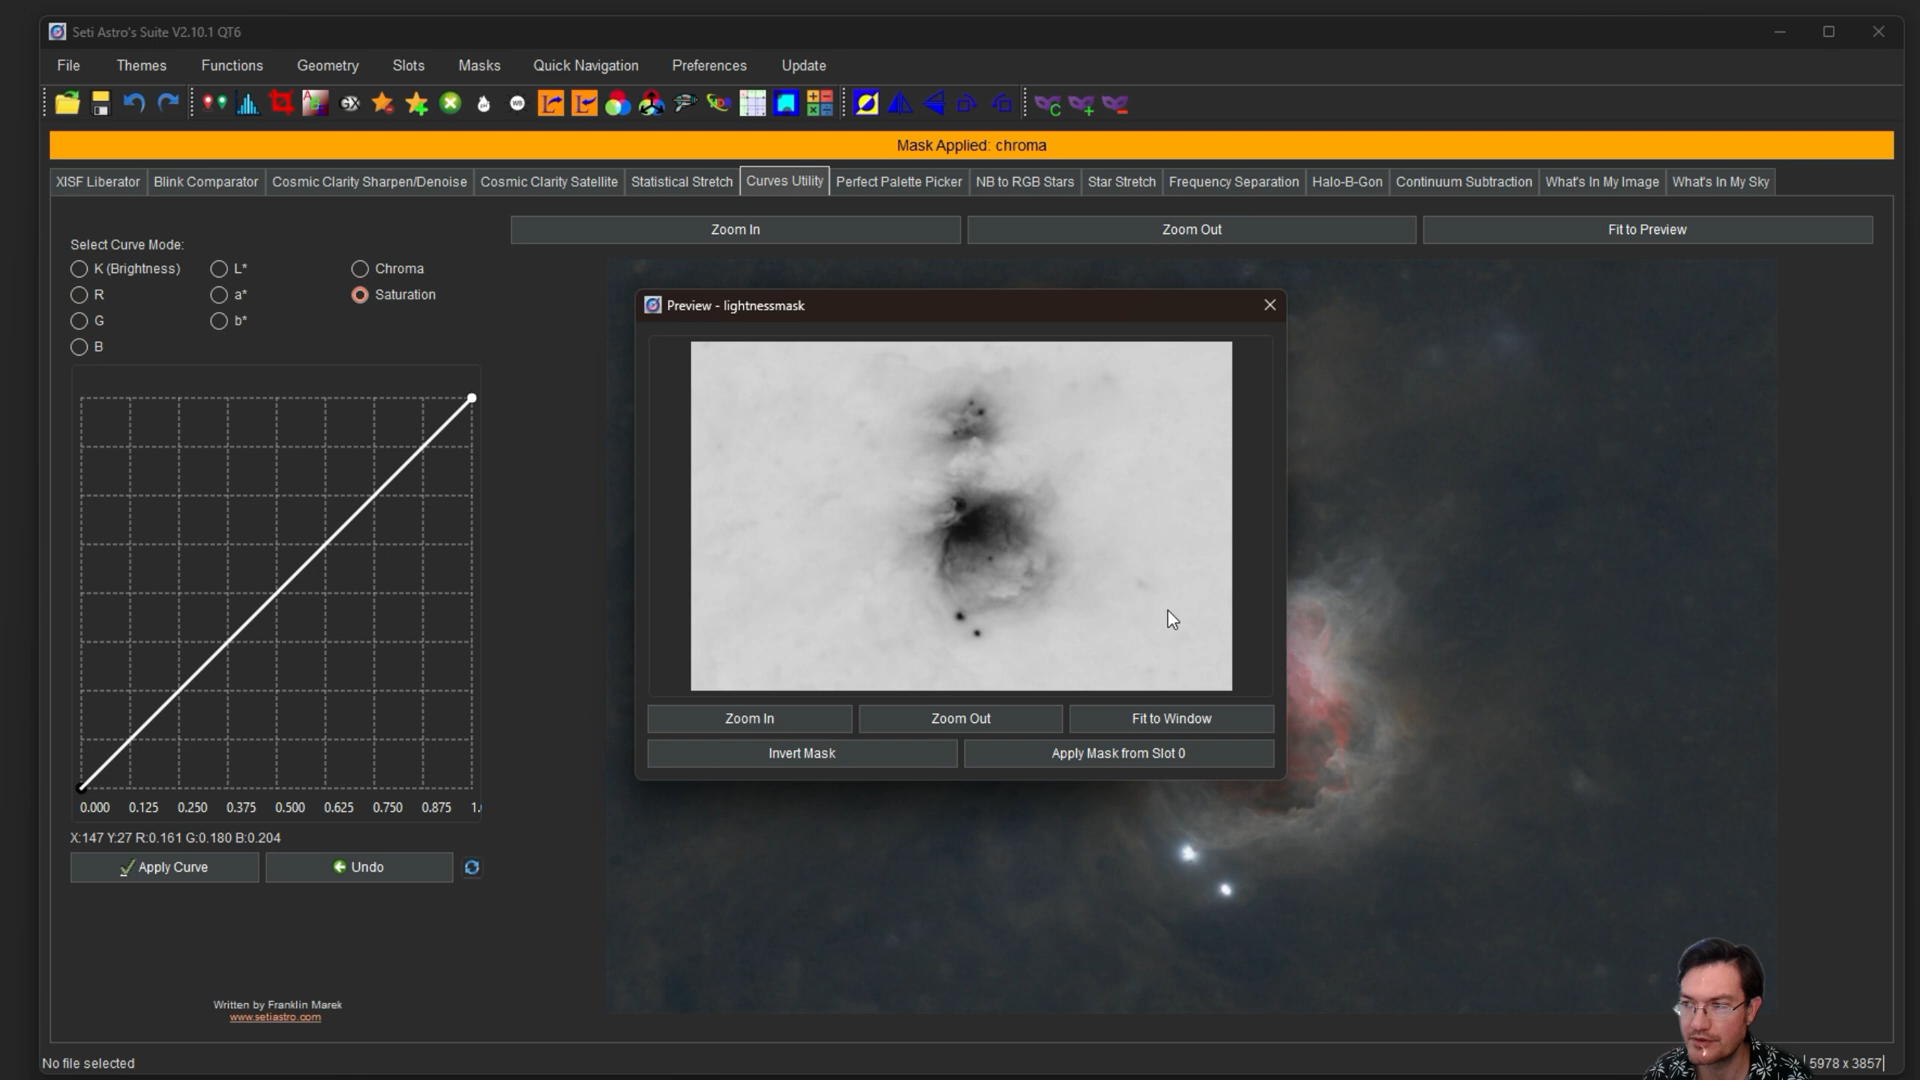 Seti Astro's Suite V2.10.1 QT6
File Themes Functions Geometry Slots Masks Quick Navigation Preferences Update
Mask Applied: chroma
XISF Liberator Blink Comparator Cosmic Clarity Sharpen/Denoise Cosmic Clarity Satellite Statistical Stretch Curves Utility Perfect Palette Picker NB to RGB Stars Star Stretch Frequency Separation Halo-B-Gon Continuum Subtraction What's In My Image What's In My Sky
Zoom In Zoom Out Fit to Preview
Select Curve Mode:
K (Brightness) L* Chroma
R a* Saturation
G b*
B
Preview - lightnessmask
Zoom In Zoom Out Fit to Window
Invert Mask Apply Mask from Slot 0
0.000 0.125 0.250 0.375 0.500 0.625 0.750 0.875 1.
X:147 Y:27 R:0.161 G:0.180 B:0.204
Apply Curve Undo
Written by Franklin Marek
www.setiastro.com
No file selected
5978 x 3857